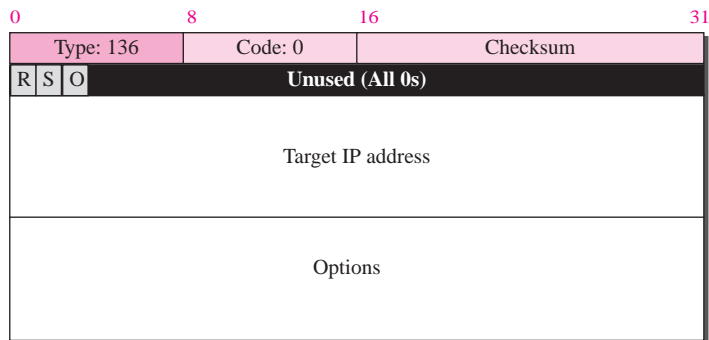 0 8 16 31
Type: 136 Code: 0 Checksum
R S O Unused (All 0s)
Target IP address
Options